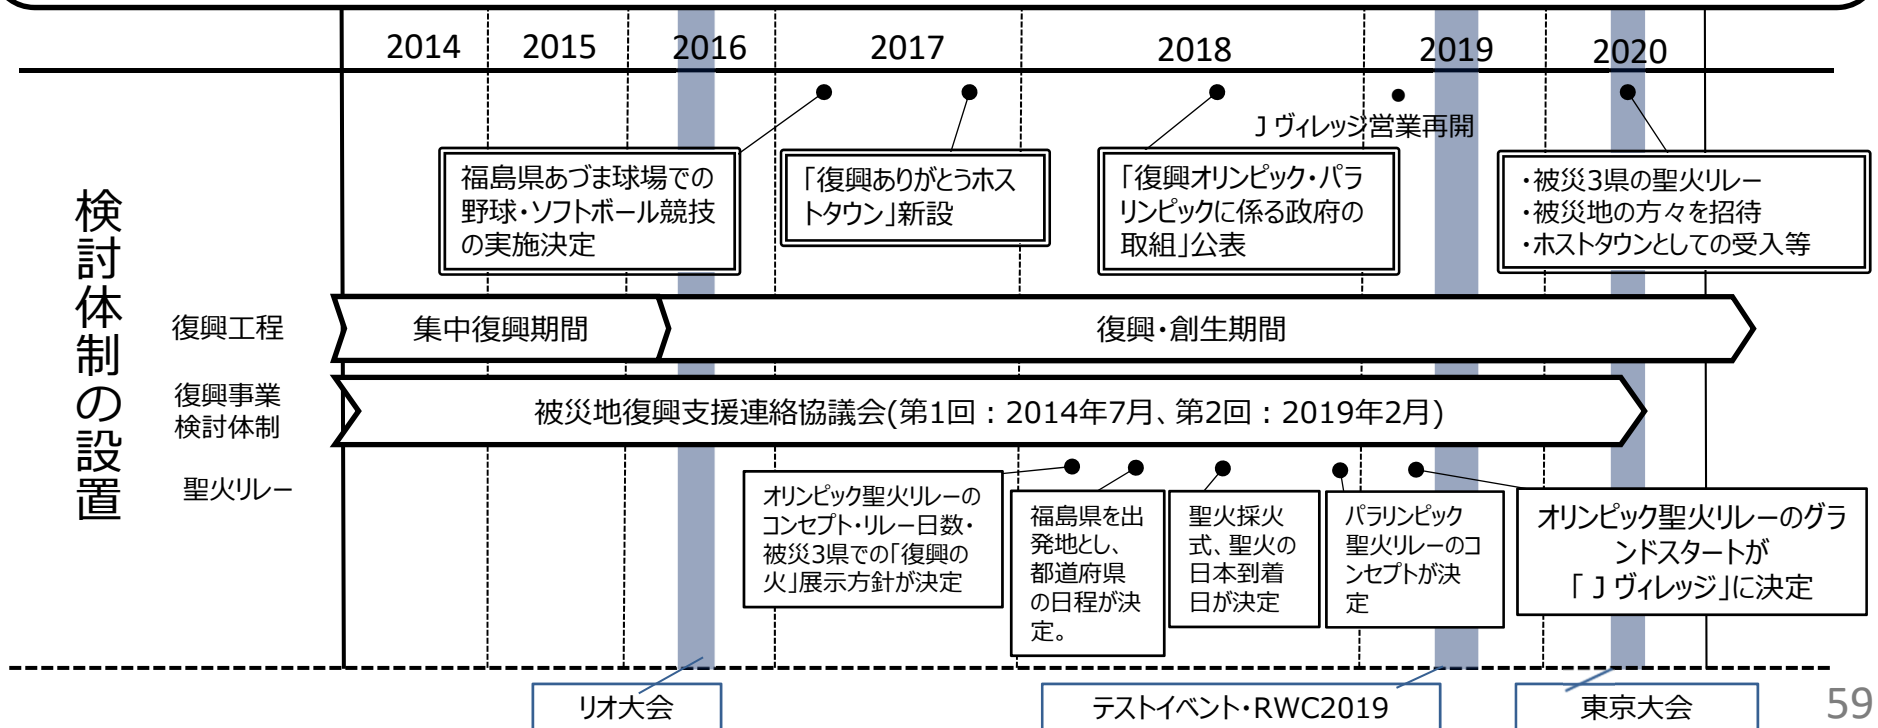 2014
2015
2016
2017
2018
2019
2020
Jヴィレッジ営業再開
福島県あづま球場での
野球・ソフトボール競技
の実施決定
「復興ありがとうホス
トタウン」新設
「復興オリンピック・パラ
リンピックに係る政府の
取組」公表
・被災3県の聖火リレー
・被災地の方々を招待
・ホストタウンとしての受入等
検討体制の設置
復興工程
集中復興期間
復興・創生期間
復興事業
検討体制
被災地復興支援連絡協議会(第1回：2014年7月、第2回：2019年2月)
聖火リレー
オリンピック聖火リレーの
コンセプト・リレー日数・
被災3県での「復興の
火」展示方針が決定
福島県を出
発地とし、
都道府県
の日程が決
定。
聖火採火
式、聖火の
日本到着
日が決定
パラリンピック
聖火リレーのコ
ンセプトが決
定
オリンピック聖火リレーのグラ
ンドスタートが
「Jヴィレッジ」に決定
リオ大会
テストイベント・RWC2019
東京大会
59